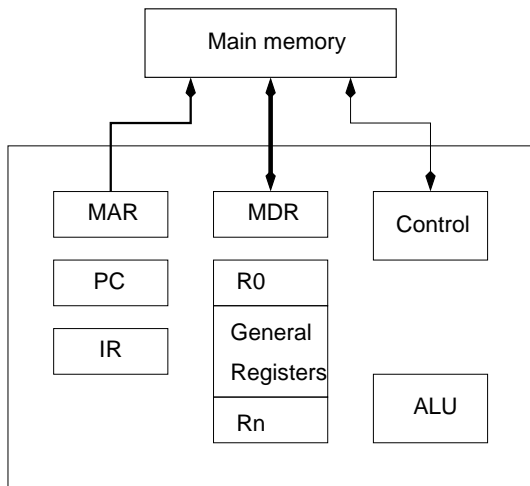 Main memory
MAR
MDR
Control
PC
R0
IR
General
Registers
ALU
Rn